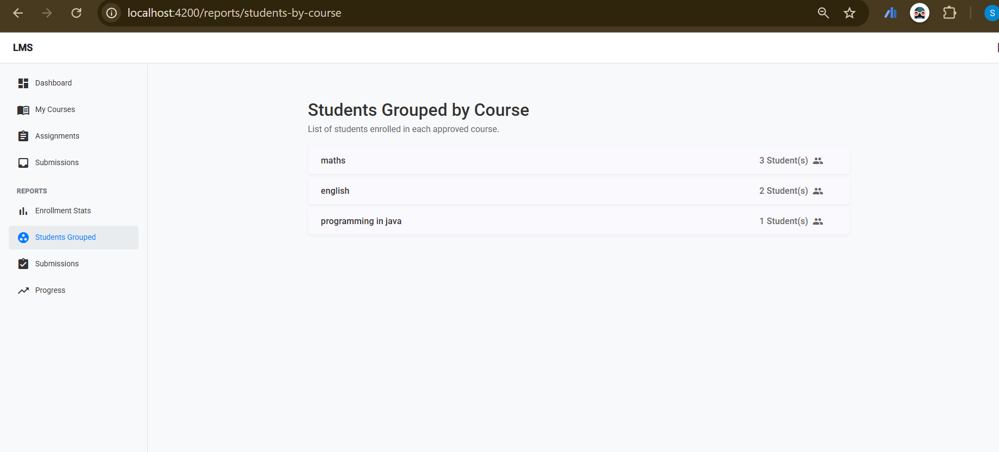 localhost:4200/reports/students-by-course
S
LMS
Dashboard
My Courses
Assignments
Submissions
REPORTS
Enrollment Stats
Students Grouped
Submissions
Progress
Students Grouped by Course
List of students enrolled in each approved course.
maths 3 Student(s)
english 2 Student(s)
programming in java 1 Student(s)